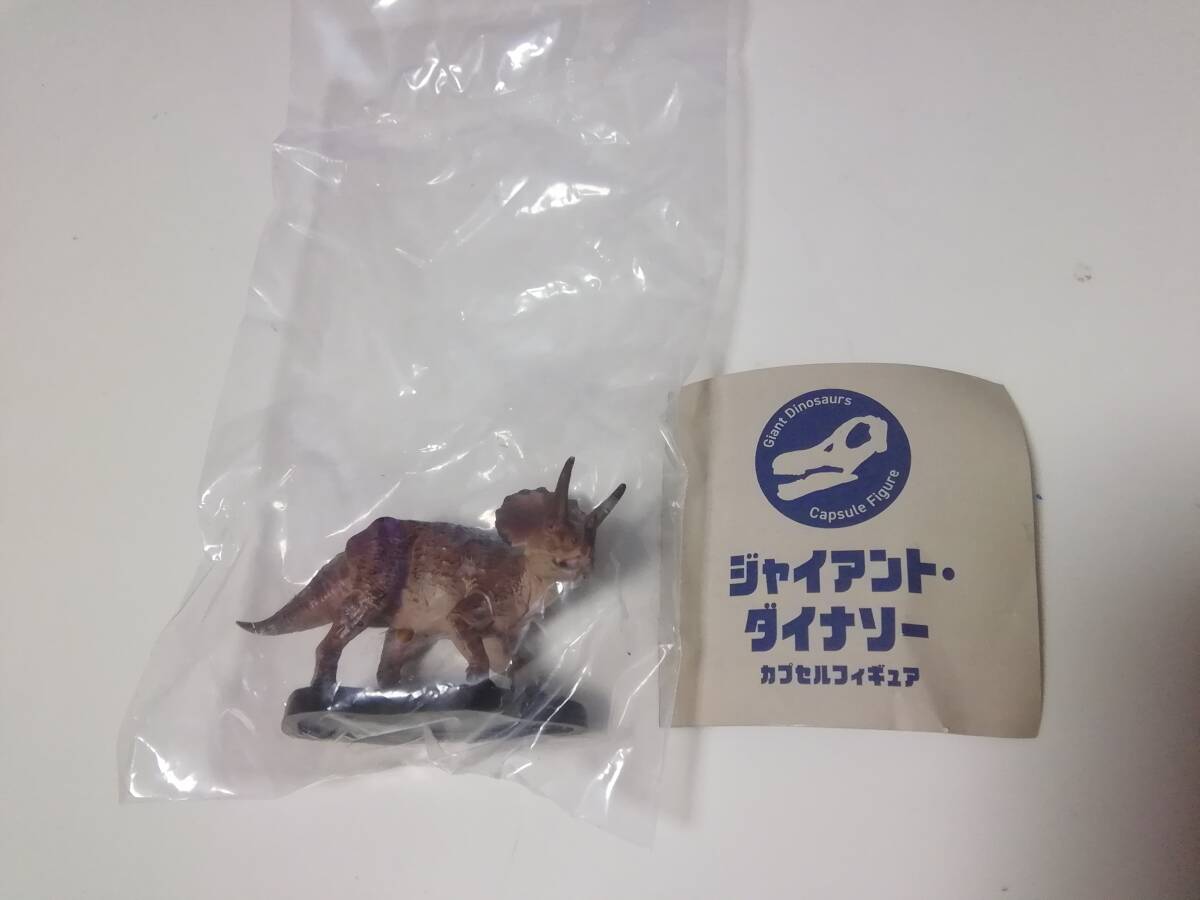 Giant Dinosaurs
Capsule Figure
ジャイアント・
ダイナソー
カプセルフィギュア